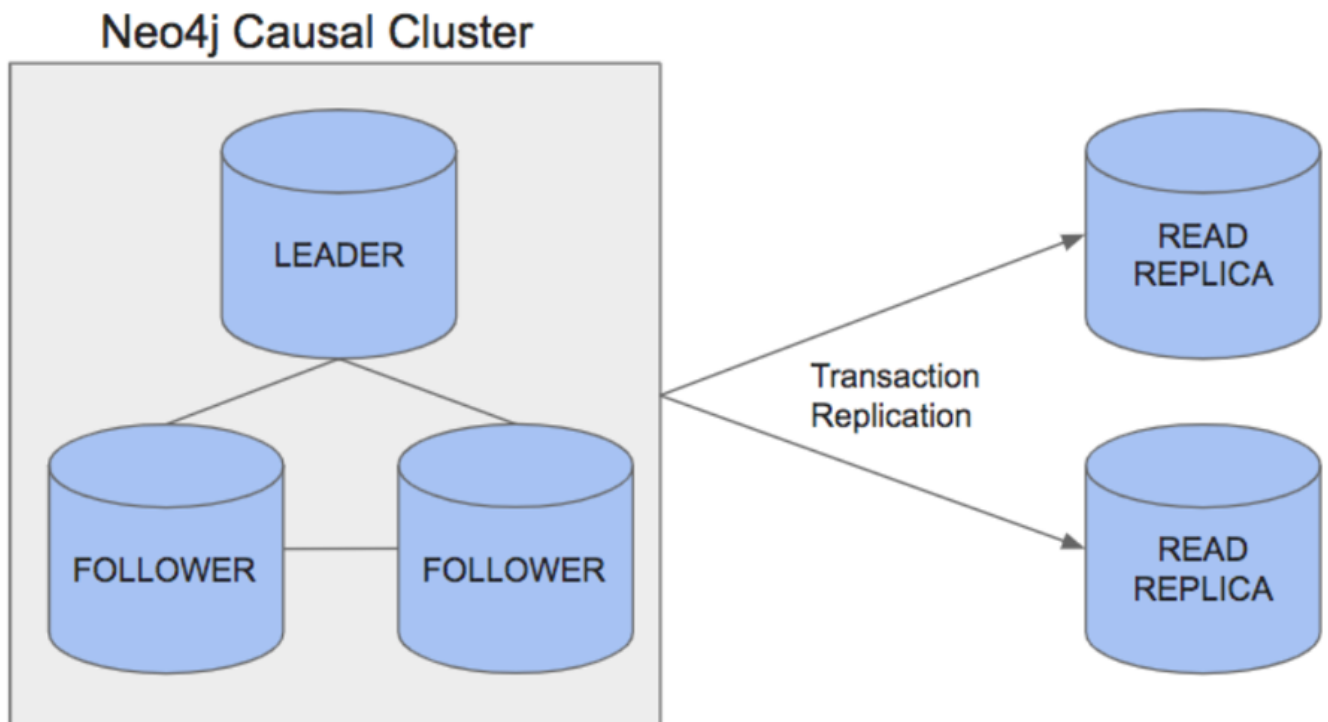 Neo4j Causal Cluster
LEADER
FOLLOWER
FOLLOWER
Transaction
Replication
READ
REPLICA
READ
REPLICA